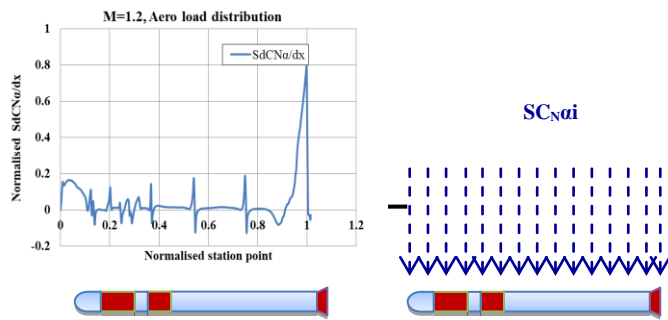 M=1.2, Aero load distribution
1
0.8
0.6
0.4
0.2
0
-0.2
Normalised SdCNα/dx
SdCNα/dx
0 0.2 0.4 0.6 0.8 1 1.2
Normalised station point
SCNαi